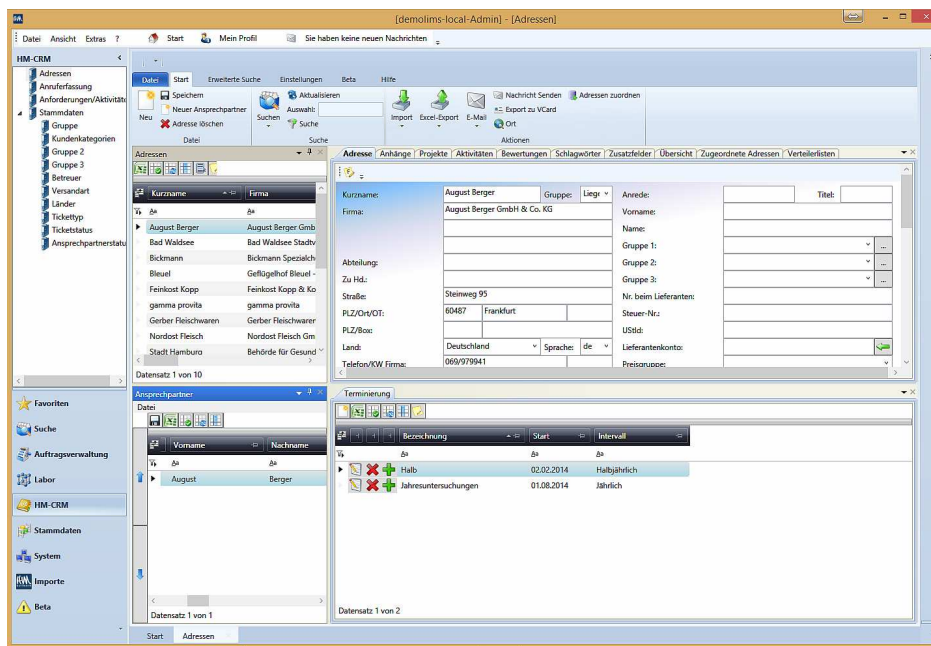 [demolims-local-Admin] - [Adressen]
Datei Ansicht Extras ? Start Mein Profil Sie haben keine neuen Nachrichten
HM-CRM
Adressen
Anruferfassung
Anforderungen/Aktivitäte
Stammdaten
Gruppe
Kundenkategorien
Gruppe 2
Gruppe 3
Betreuer
Versandart
Länder
Tickettyp
Ticketstatus
Ansprechpartnerstatu
Favoriten
Suche
Auftragsverwaltung
Labor
HM-CRM
Stammdaten
System
Importe
Beta
Datei Start Erweiterte Suche Einstellungen Beta Hilfe
Neu
Speichern
Neuer Ansprechpartner
Adresse löschen
Datei
Suchen
Aktualisieren
Auswahl:
Suche
Suche
Import Excel-Export E-Mail
Nachricht Senden Adressen zuordnen
Export zu VCard
Ort
Aktionen
Adressen
Kurzname Firma
August Berger August Berger Gmb
Bad Waldsee Bad Waldsee Stadtv
Bickmann Bickmann Spezialch
Bleuel Geflügelhof Bleuel -
Feinkost Kopp Feinkost Kopp & Ko
gamma provita gamma provita
Gerber Fleischwaren Gerber Fleischwaren
Nordost Fleisch Nordost Fleisch Gm
Stadt Hamburg Behörde für Gesund
Datensatz 1 von 10
Adresse Anhänge Projekte Aktivitäten Bewertungen Schlagwörter Zusatzfelder Übersicht Zugeordnete Adressen Verteilerlisten
Kurzname: August Berger Gruppe: Liege Anrede: Titel:
Firma: August Berger GmbH & Co. KG Vorname:
Name:
Gruppe 1: ...
Abteilung: Gruppe 2: ...
Zu Hd.: Gruppe 3: ...
Straße: Steinweg 95 Nr. beim Lieferanten:
PLZ/Ort/OT: 60487 Frankfurt Steuer-Nr.:
PLZ/Box: UStId:
Land: Deutschland Sprache: de Lieferantenkonto:
Telefon/KW Firma: 069/979941 Preisgruppe:
Ansprechpartner
Datei
Vorname Nachname
August Berger
Datensatz 1 von 1
Terminierung
Bezeichnung Start Intervall
Halb 02.02.2014 Halbjährlich
Jahresuntersuchungen 01.08.2014 Jährlich
Datensatz 1 von 2
Start Adressen